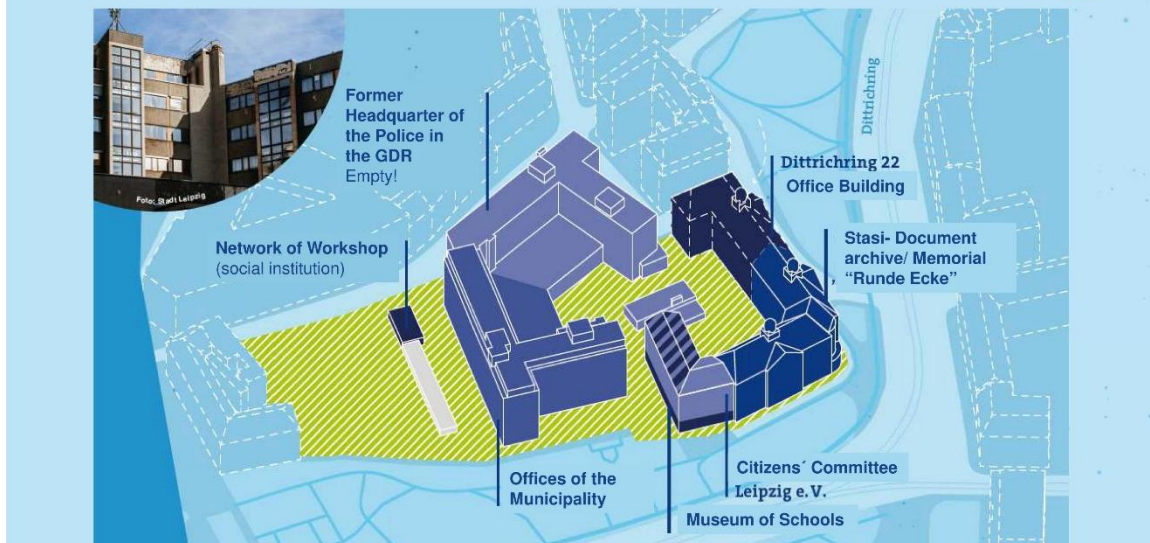 Foto: Stadt Leipzig
Former
Headquarter of
the Police in
the GDR
Empty!
Dittrichring
Dittrichring 22
Office Building
Network of Workshop
(social institution)
Stasi- Document
archive/ Memorial
“Runde Ecke”
Offices of the
Municipality
Citizens´ Committee
Leipzig e.V.
Museum of Schools